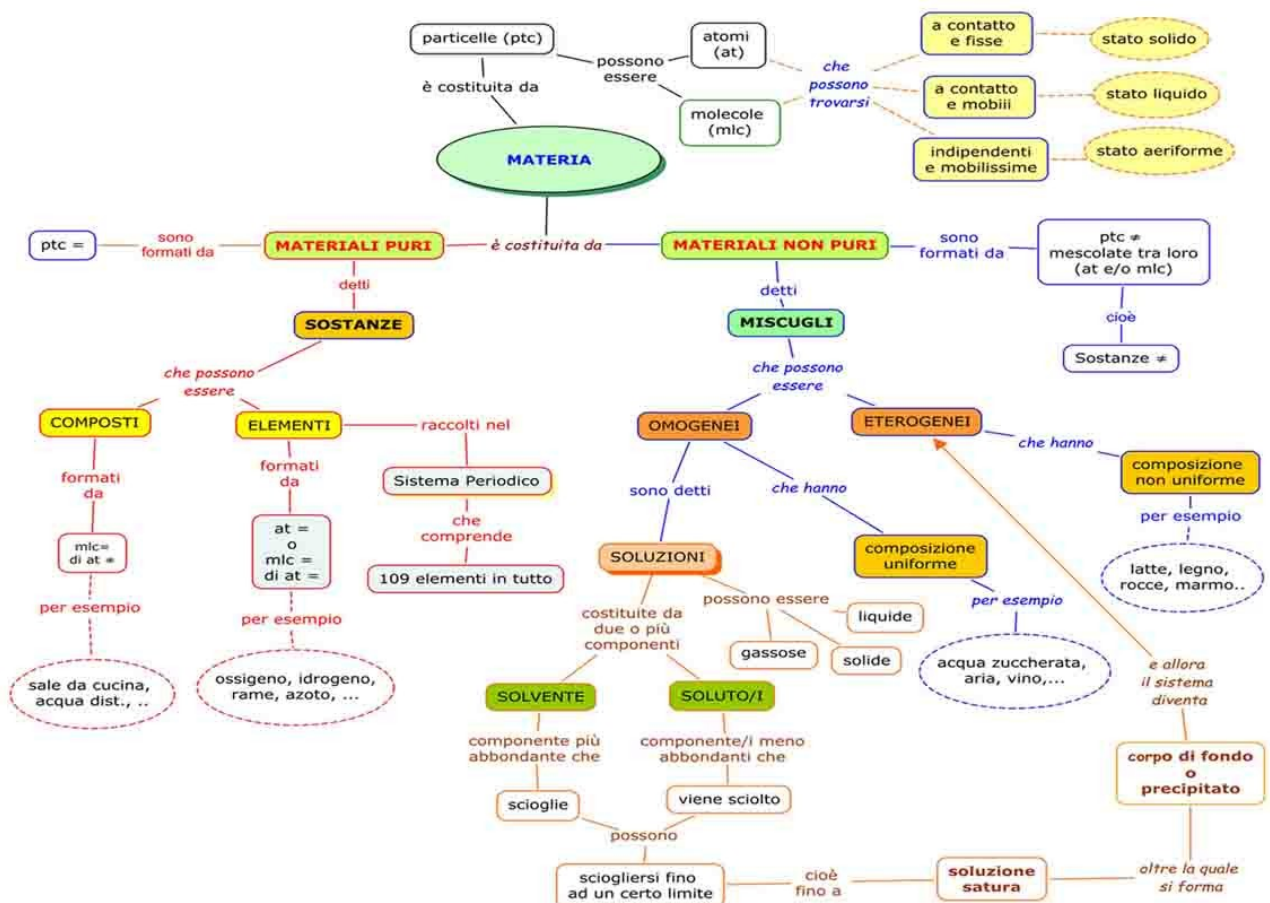 particelle (ptc)
è costituita da
possono
essere
atomi
(at)
molecole
(mlc)
che
possono
trovarsi
a contatto
e fisse
stato solido
a contatto
e mobiii
stato liquido
indipendenti
e mobilissime
stato aeriforme
MATERIA
ptc =
sono
formati da
MATERIALI PURI
è costituita da
MATERIALI NON PURI
sono
formati da
ptc ≠
mescolate tra loro
(at e/o mlc)
cioè
Sostanze ≠
detti
SOSTANZE
detti
MISCUGLI
che possono
essere
che possono
essere
COMPOSTI
ELEMENTI
raccolti nel
OMOGENEI
ETEROGENEI
che hanno
formati
da
formati
da
Sistema Periodico
sono detti
che hanno
composizione
non uniforme
mlc=
di at ≠
at =
o
mlc =
di at =
che
comprende
109 elementi in tutto
SOLUZIONI
composizione
uniforme
per esempio
latte, legno,
rocce, marmo..
per esempio
per esempio
sale da cucina,
acqua dist., ..
ossigeno, idrogeno,
rame, azoto, ...
costituite da
due o più
componenti
possono essere
liquide
gassose
solide
per esempio
acqua zuccherata,
aria, vino,...
SOLVENTE
SOLUTO/I
componente più
abbondante che
componente/i meno
abbondanti che
scioglie
viene sciolto
possono
sciogliersi fino
ad un certo limite
cioè
fino a
soluzione
satura
oltre la quale
si forma
corpo di fondo
o
precipitato
e allora
il sistema
diventa